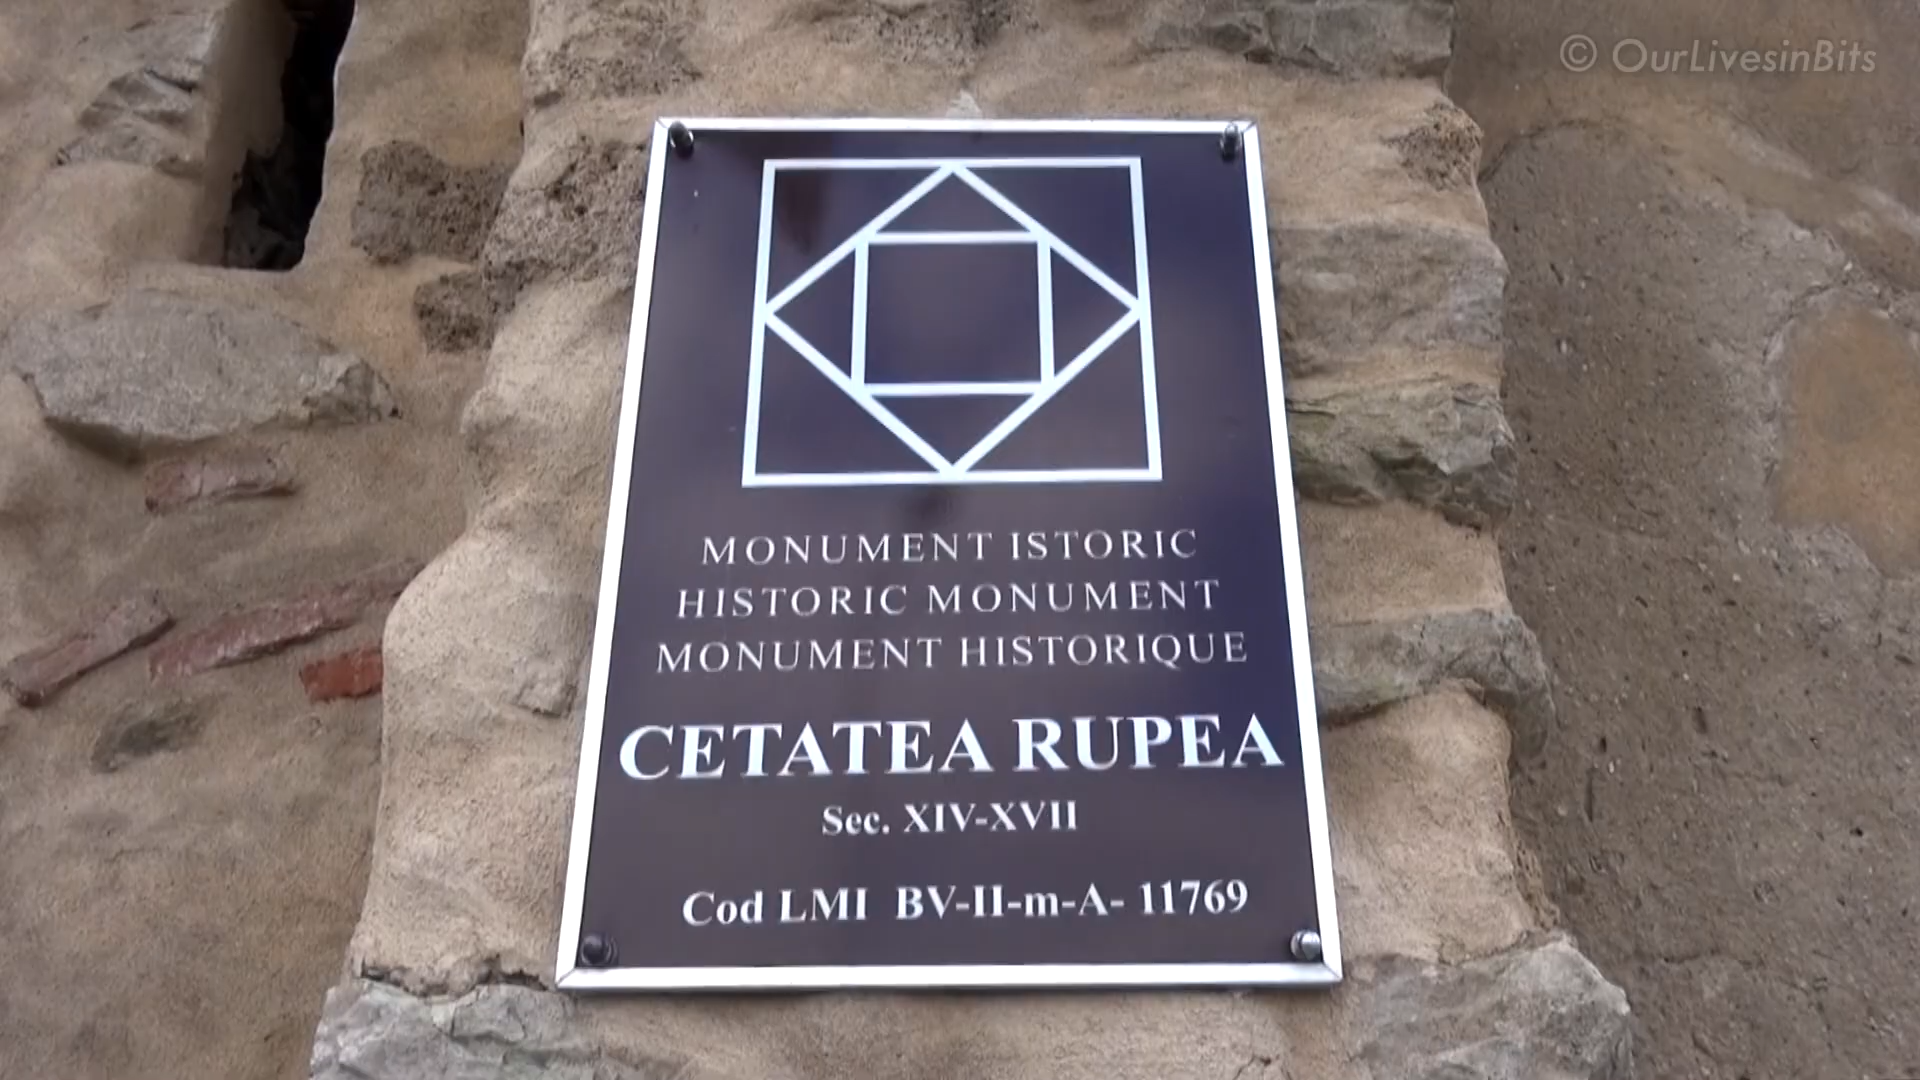 © OurLivesinBits
MONUMENT ISTORIC
HISTORIC MONUMENT
MONUMENT HISTORIQUE
CETATEA RUPEA
Sec. XIV-XVII
Cod LMI BV-II-m-A- 11769